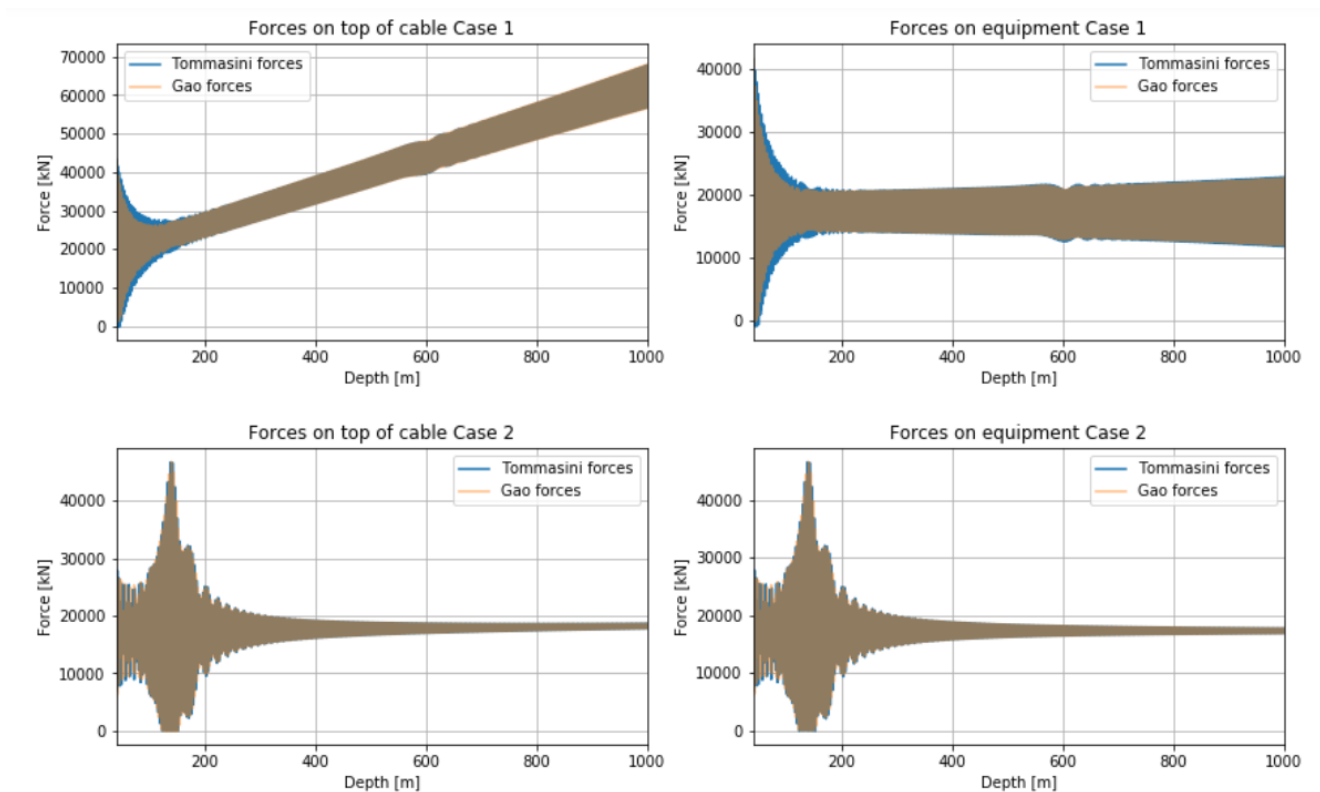 Forces on top of cable Case 1
70000
60000
50000
40000
30000
20000
10000
0
Force [kN]
Tommasini forces
Gao forces
200 400 600 800 1000
Depth [m]
Forces on equipment Case 1
40000
30000
20000
10000
0
Force [kN]
Tommasini forces
Gao forces
200 400 600 800 1000
Depth [m]
Forces on top of cable Case 2
40000
30000
20000
10000
0
Force [kN]
Tommasini forces
Gao forces
200 400 600 800 1000
Depth [m]
Forces on equipment Case 2
40000
30000
20000
10000
0
Force [kN]
Tommasini forces
Gao forces
200 400 600 800 1000
Depth [m]